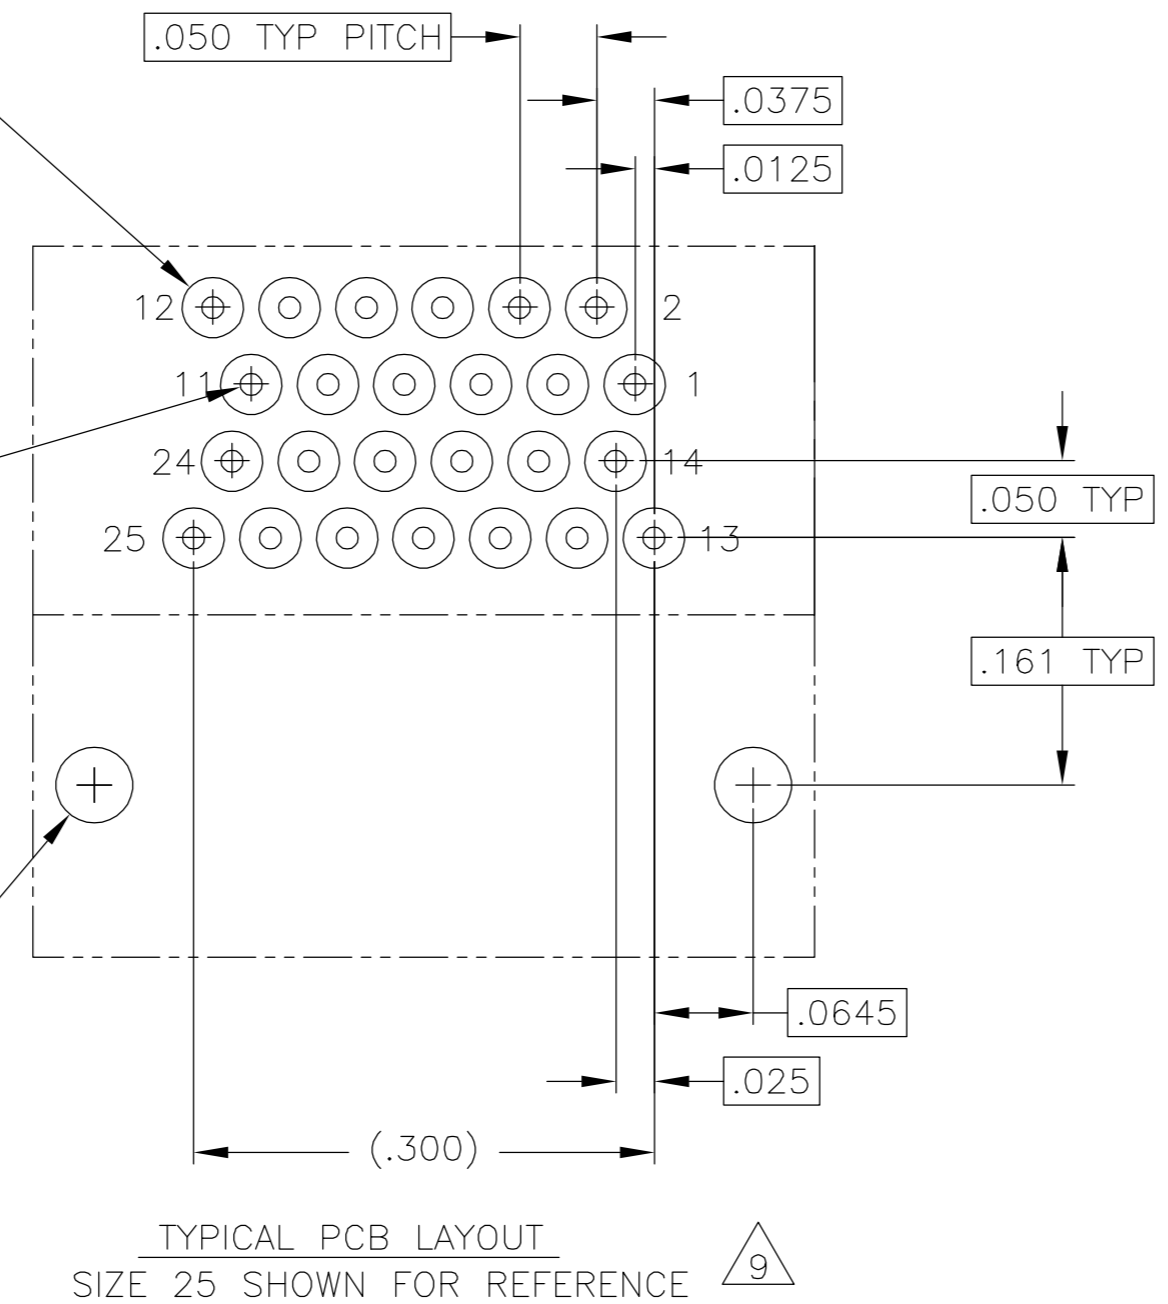 .050 TYP PITCH
.0375
.0125
12
2
11
1
24
14
.050 TYP
25
13
.161 TYP
.0645
.025
(.300)
TYPICAL PCB LAYOUT
SIZE 25 SHOWN FOR REFERENCE
9